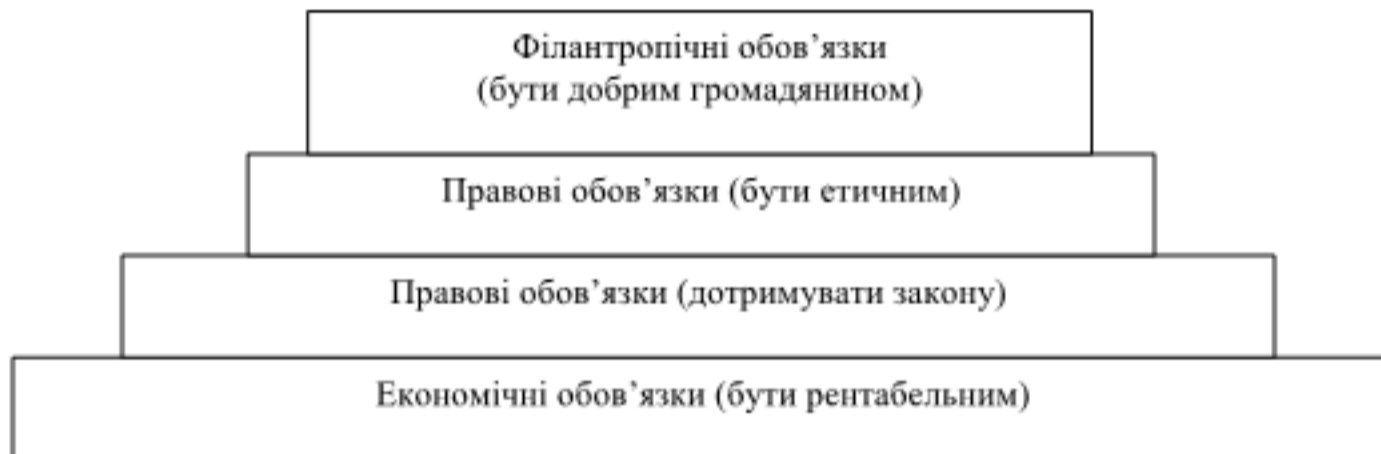 Філантропічні обов’язки
(бути добрим громадянином)
Правові обов’язки (бути етичним)
Правові обов’язки (дотримувати закону)
Економічні обов’язки (бути рентабельним)